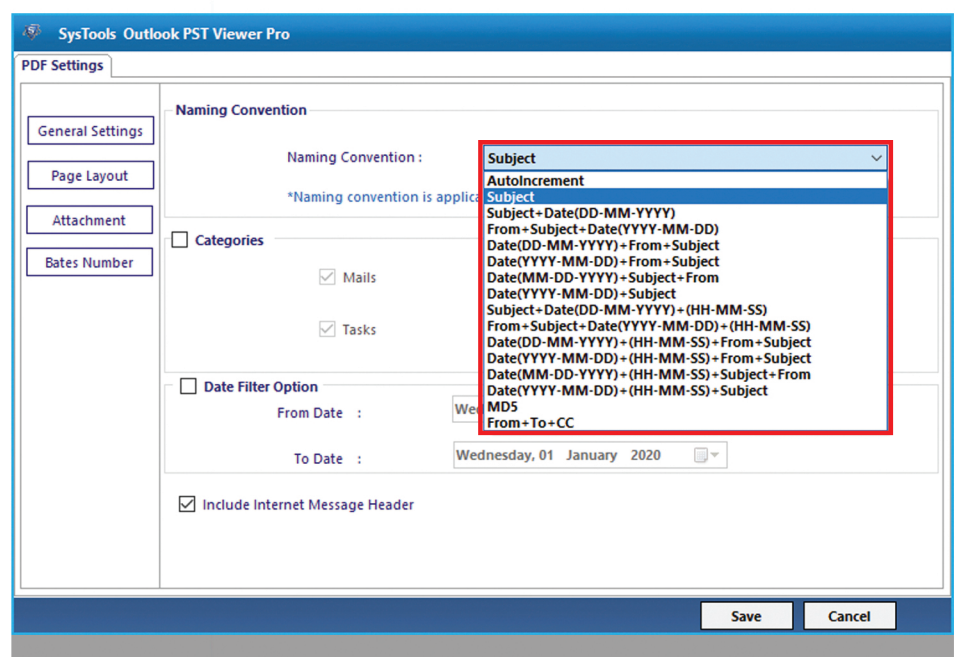 SysTools Outlook PST Viewer Pro
PDF Settings
General Settings
Page Layout
Attachment
Bates Number
Naming Convention
Naming Convention :
Subject
*Naming convention is applica
AutoIncrement
Subject
Subject+Date(DD-MM-YYYY)
From+Subject+Date(YYYY-MM-DD)
Date(DD-MM-YYYY)+From+Subject
Date(YYYY-MM-DD)+From+Subject
Date(MM-DD-YYYY)+Subject+From
Date(YYYY-MM-DD)+Subject
Subject+Date(DD-MM-YYYY)+(HH-MM-SS)
From+Subject+Date(YYYY-MM-DD)+(HH-MM-SS)
Date(DD-MM-YYYY)+(HH-MM-SS)+From+Subject
Date(YYYY-MM-DD)+(HH-MM-SS)+From+Subject
Date(MM-DD-YYYY)+(HH-MM-SS)+Subject+From
Date(YYYY-MM-DD)+(HH-MM-SS)+Subject
MD5
From+To+CC
Categories
Mails
Tasks
Date Filter Option
From Date :
Wed
To Date :
Wednesday, 01 January 2020
Include Internet Message Header
Save
Cancel